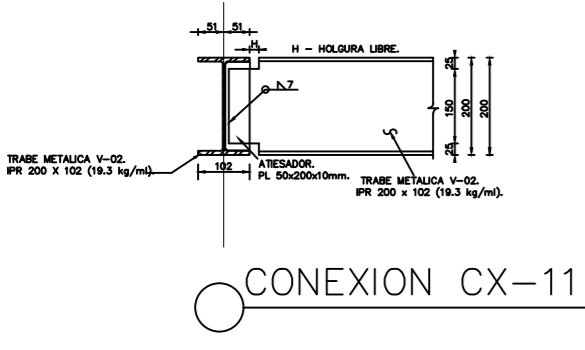 51 51
H
H - HOLGURA LIBRE.
7
25
150
25
200
200
TRABE METALICA V-02.
IPR 200 X 102 (19.3 kg/ml).
102
ATIESADOR.
PL 50x200x10mm.
TRABE METALICA V-02.
IPR 200 x 102 (19.3 kg/ml).
CONEXION CX-11